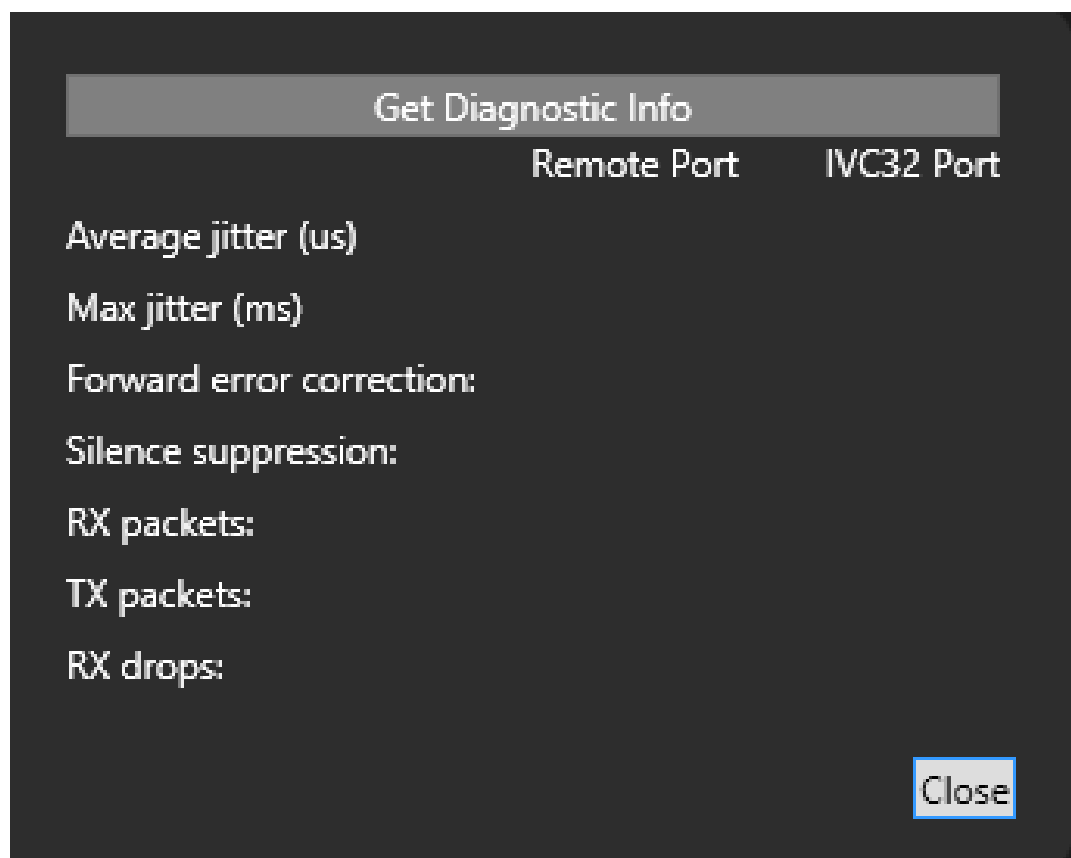 Get Diagnostic Info
Remote Port IVC32 Port
Average jitter (us)
Max jitter (ms)
Forward error correction:
Silence suppression:
RX packets:
TX packets:
RX drops:
Close